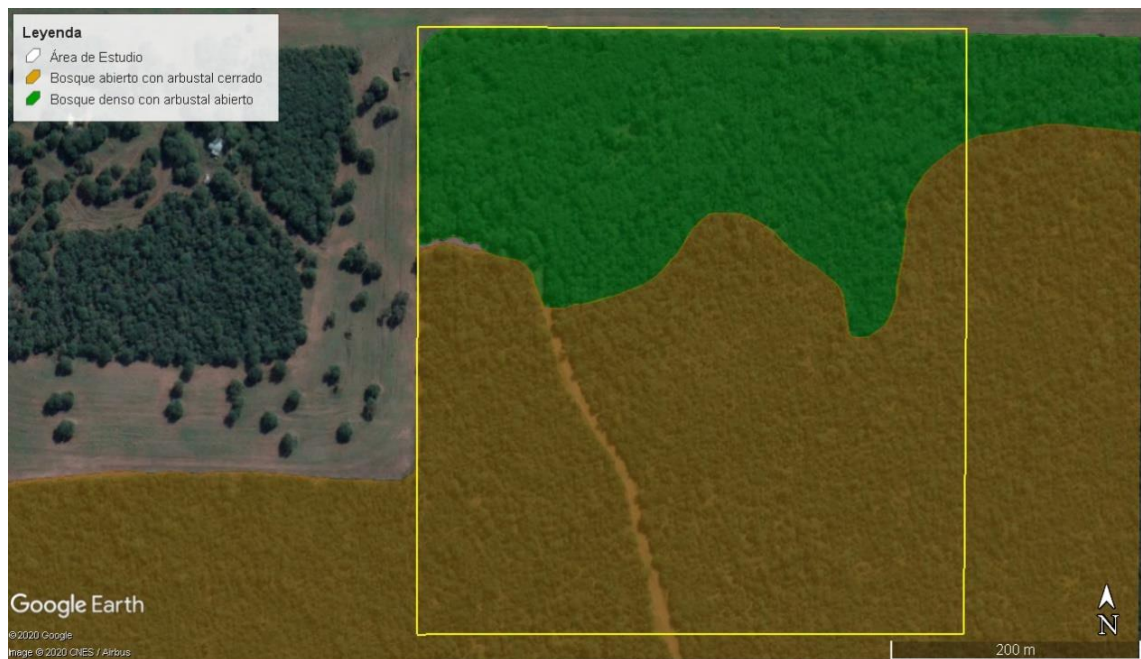 Leyenda
Área de Estudio
Bosque abierto con arbustal cerrado
Bosque denso con arbustal abierto
Google Earth
©2020 Google
Image © 2020 CNES / Airbus
N
200 m